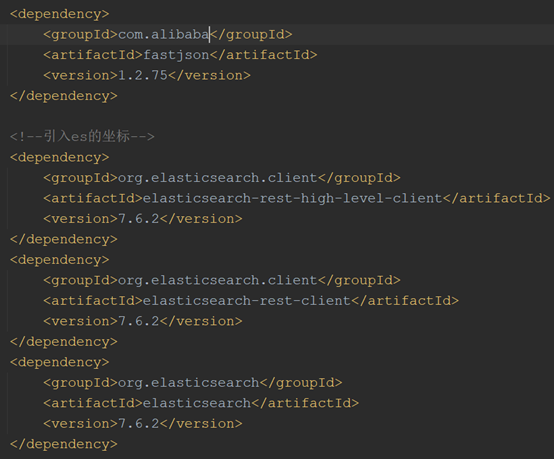 <dependency>
<groupId>com.alibaba</groupId>
<artifactId>fastjson</artifactId>
<version>1.2.75</version>
</dependency>
<!--引入es的坐标-->
<dependency>
<groupId>org.elasticsearch.client</groupId>
<artifactId>elasticsearch-rest-high-level-client</artifactId>
<version>7.6.2</version>
</dependency>
<dependency>
<groupId>org.elasticsearch.client</groupId>
<artifactId>elasticsearch-rest-client</artifactId>
<version>7.6.2</version>
</dependency>
<dependency>
<groupId>org.elasticsearch</groupId>
<artifactId>elasticsearch</artifactId>
<version>7.6.2</version>
</dependency>